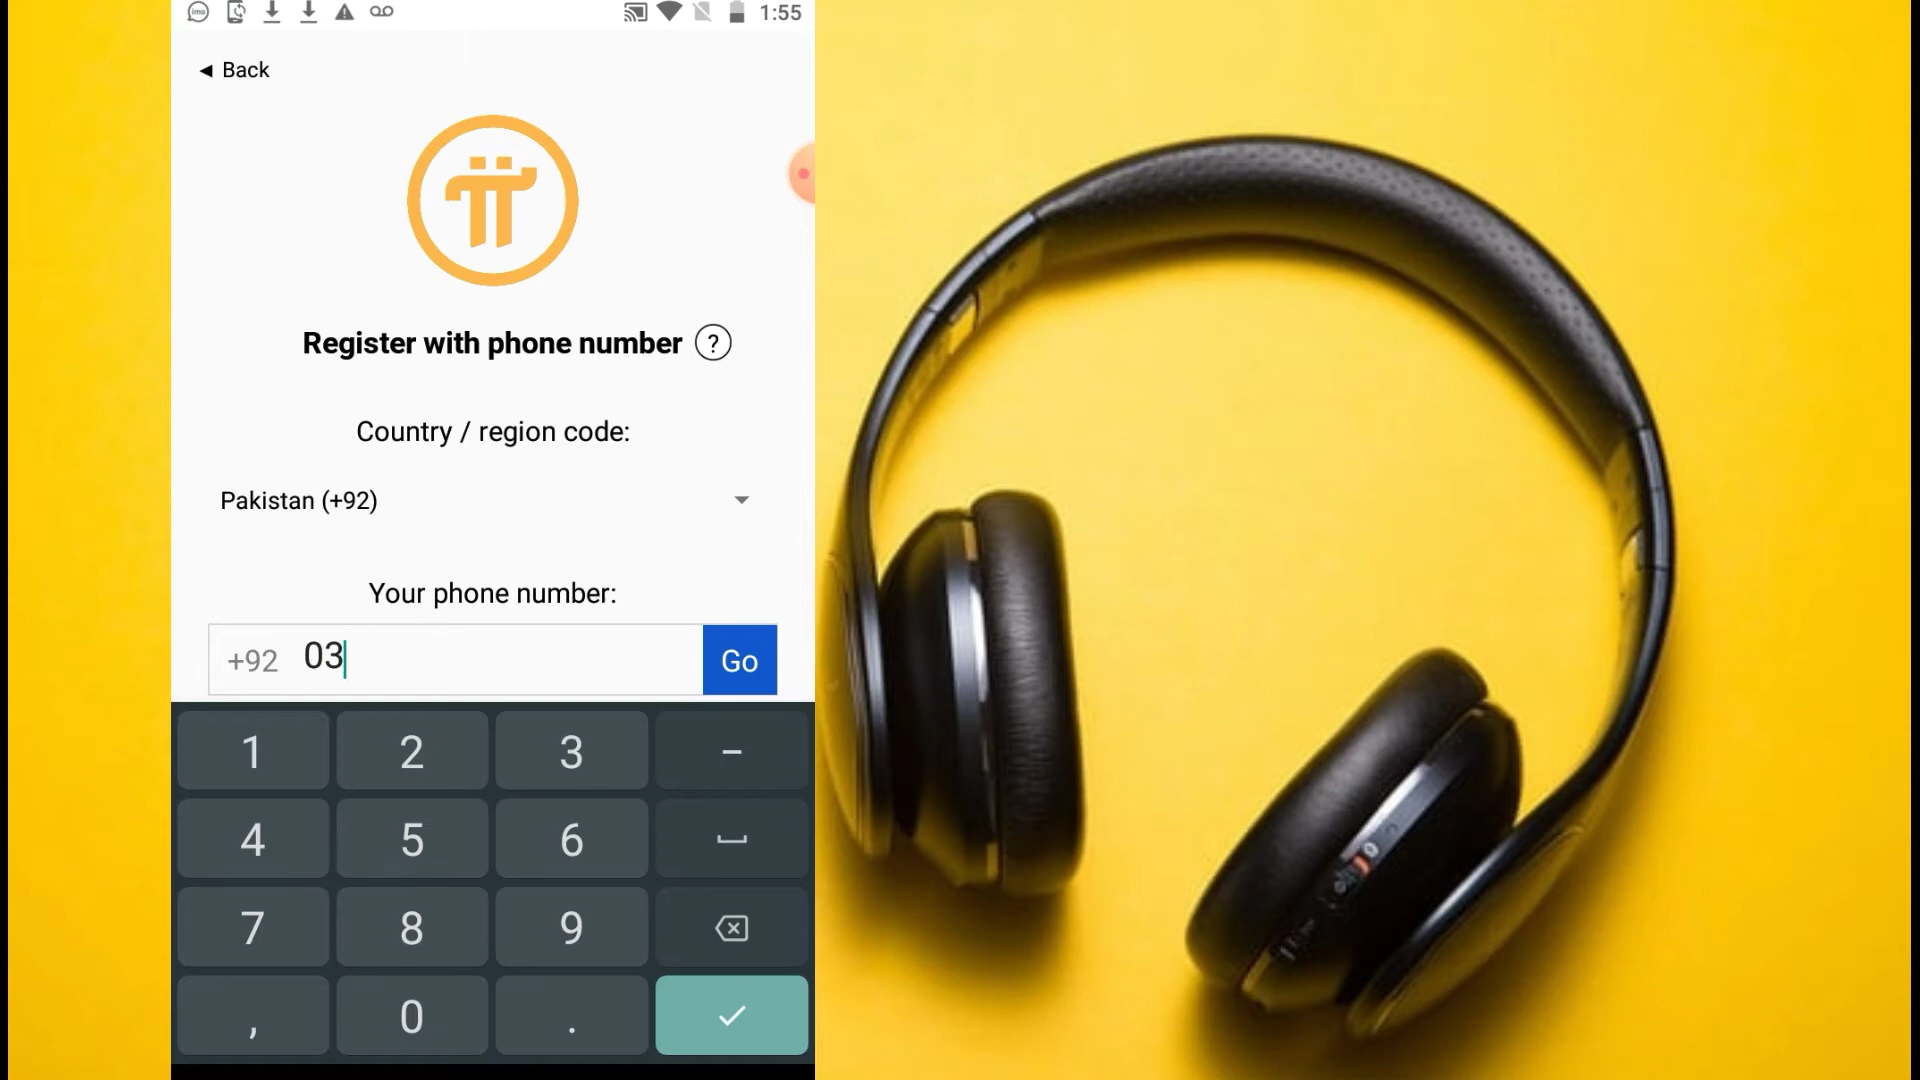 1:55
◄ Back
Register with phone number ?
Country / region code:
Pakistan (+92)
Your phone number:
+92 03 Go
1 2 3 –
4 5 6
7 8 9
, 0 .